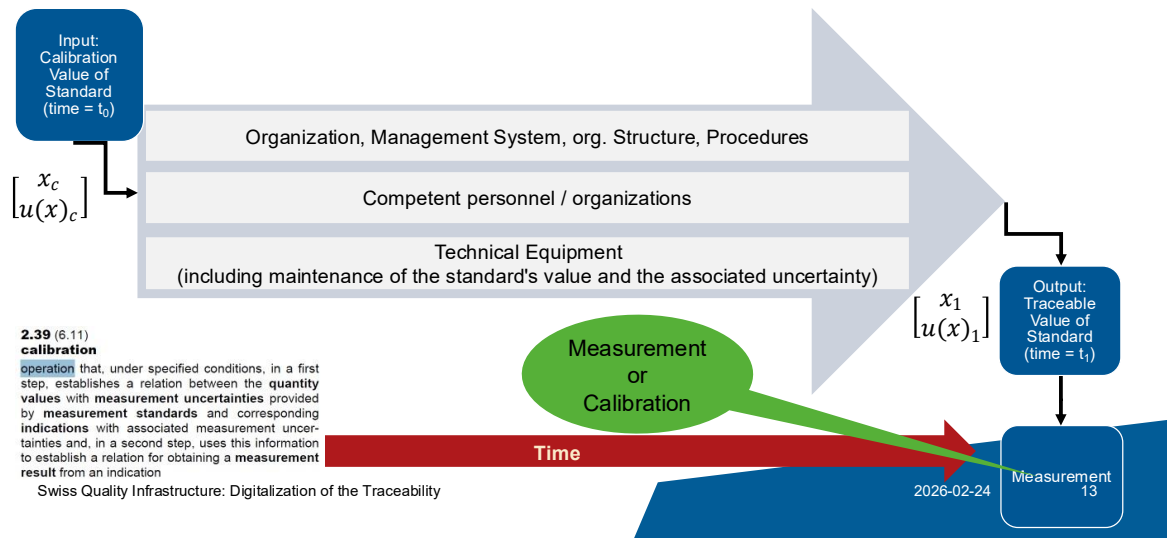 Input:
Calibration
Value of
Standard
(time = t₀)
[x_c
u(x)_c]
Organization, Management System, org. Structure, Procedures
Competent personnel / organizations
Technical Equipment
(including maintenance of the standard's value and the associated uncertainty)
[x₁
u(x)₁]
Output:
Traceable
Value of
Standard
(time = t₁)
2.39 (6.11)
calibration
operation that, under specified conditions, in a first
step, establishes a relation between the quantity
values with measurement uncertainties provided
by measurement standards and corresponding
indications with associated measurement uncer-
tainties and, in a second step, uses this information
to establish a relation for obtaining a measurement
result from an indication
Measurement
or
Calibration
Time
Measurement
Swiss Quality Infrastructure: Digitalization of the Traceability
2026-02-24
13